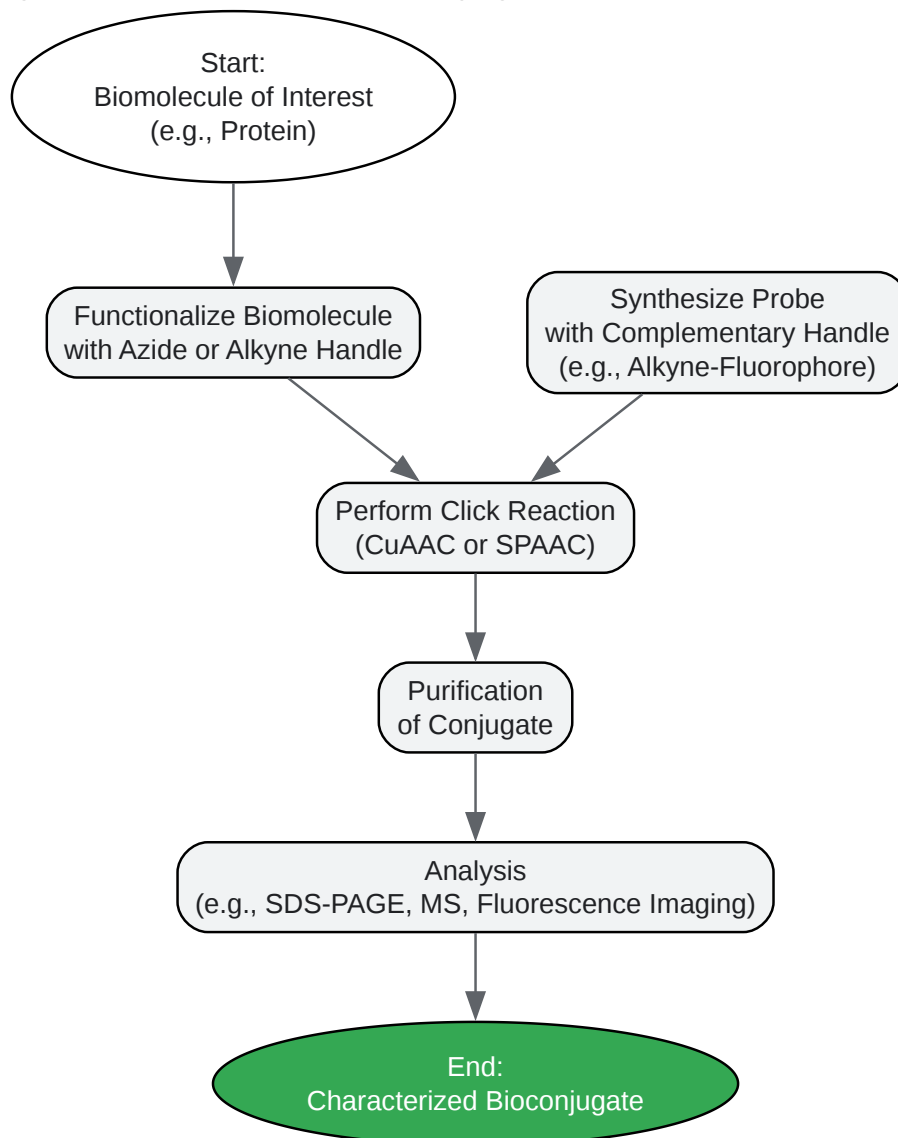 Start:
Biomolecule of Interest
(e.g., Protein)
Functionalize Biomolecule
with Azide or Alkyne Handle
Synthesize Probe
with Complementary Handle
(e.g., Alkyne-Fluorophore)
Perform Click Reaction
(CuAAC or SPAAC)
Purification
of Conjugate
Analysis
(e.g., SDS-PAGE, MS, Fluorescence Imaging)
End:
Characterized Bioconjugate